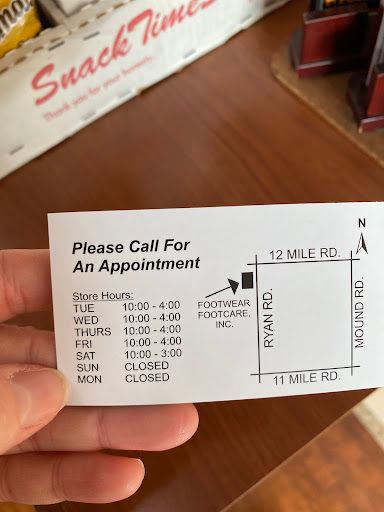 Snack Time
Thank you for your honesty.
Please Call For
An Appointment
Store Hours:
TUE 10:00 - 4:00
WED 10:00 - 4:00
THURS 10:00 - 4:00
FRI 10:00 - 4:00
SAT 10:00 - 3:00
SUN CLOSED
MON CLOSED
N
12 MILE RD.
FOOTWEAR
FOOTCARE,
INC.
RYAN RD.
MOUND RD.
11 MILE RD.